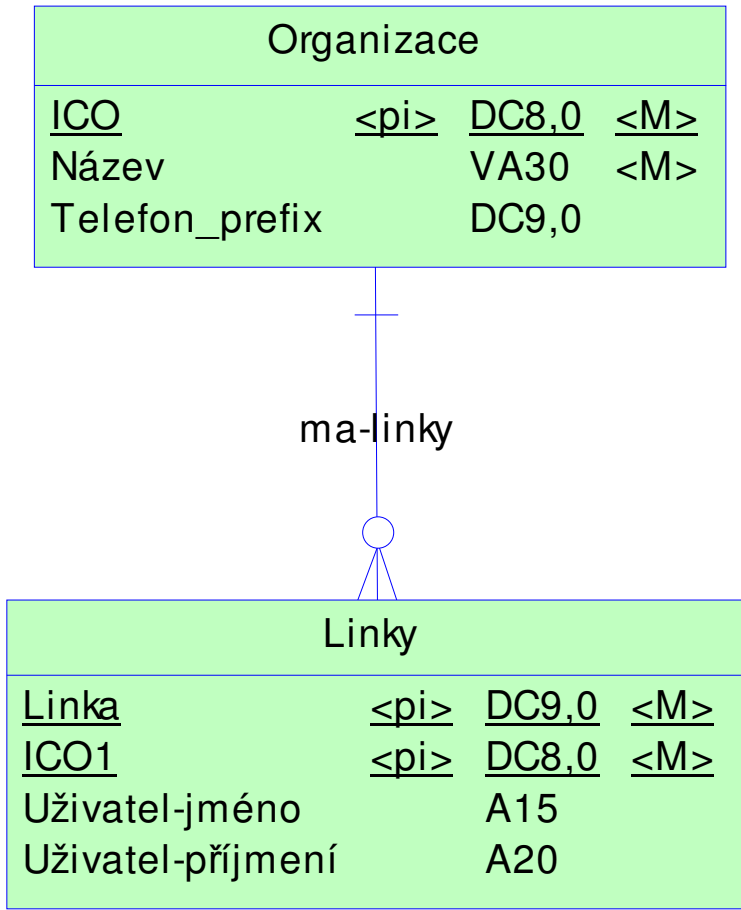 Organizace
ICO <pi> DC8,0 <M>
Název VA30 <M>
Telefon_prefix DC9,0
ma-linky
Linky
Linka <pi> DC9,0 <M>
ICO1 <pi> DC8,0 <M>
Uživatel-jméno A15
Uživatel-příjmení A20